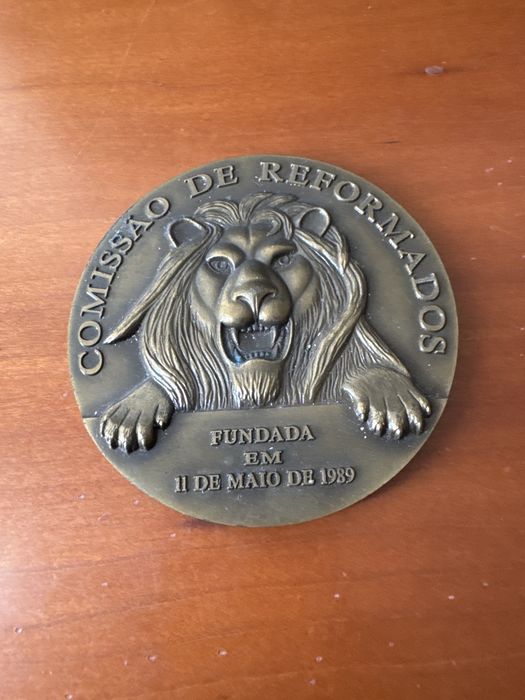 COMISSÃO DE REFORMADOS
FUNDADA
EM
11 DE MAIO DE 1989